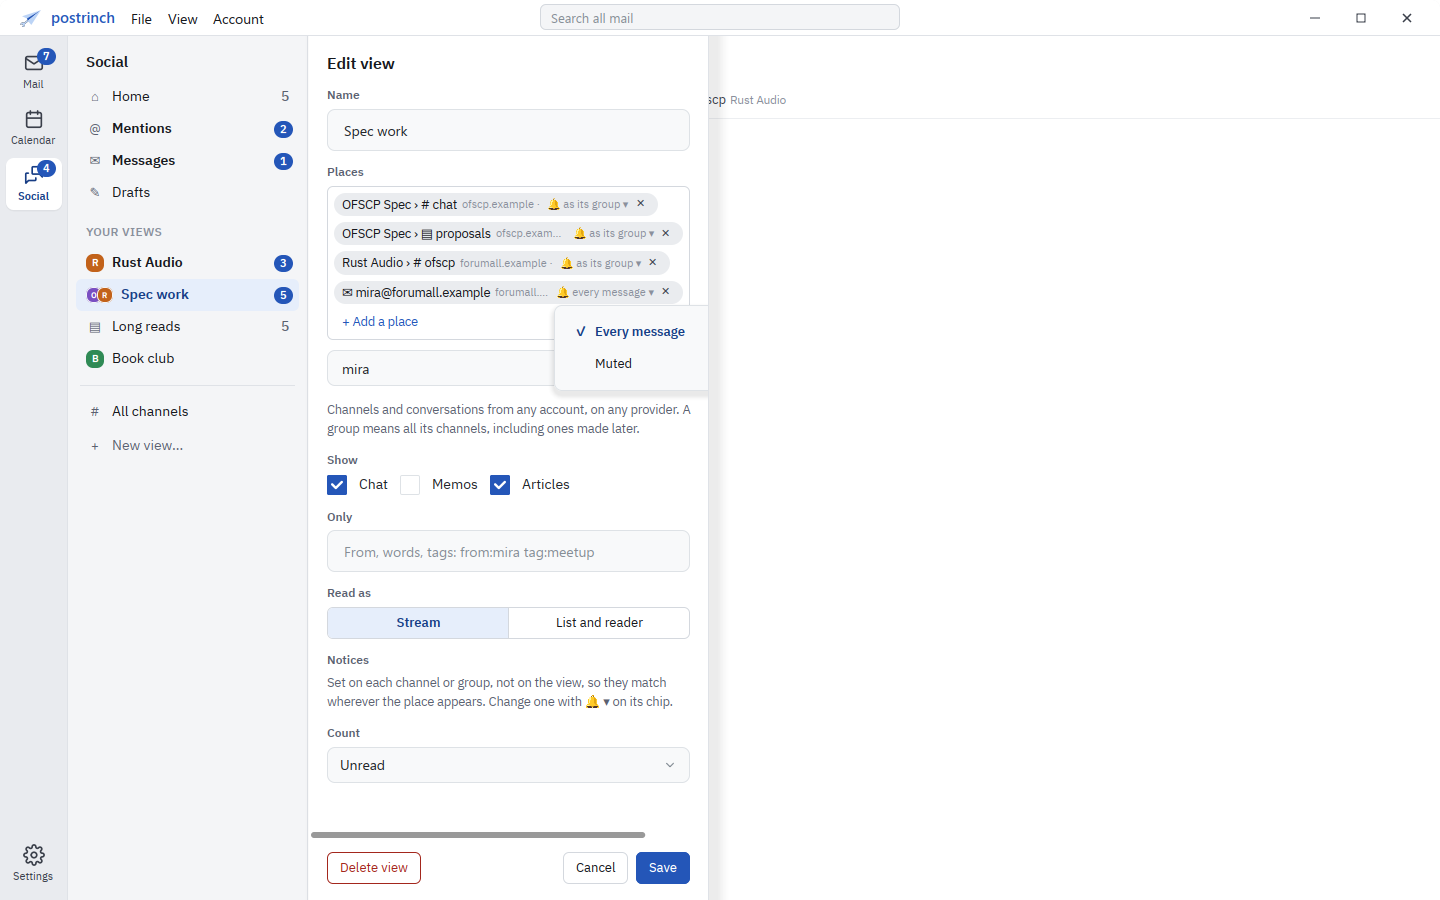 postrinch File View Account
Search all mail
7
Mail
Calendar
4
Social
Settings
Social
Home 5
@ Mentions 2
Messages 1
Drafts
YOUR VIEWS
R Rust Audio 3
O R Spec work 5
Long reads 5
B Book club
# All channels
+ New view...
Edit view
Name
Spec work
Places
OFSCP Spec › # chat ofscp.example · 🔔 as its group ▾ ✕
OFSCP Spec › ▤ proposals ofscp.exam... 🔔 as its group ▾ ✕
Rust Audio › # ofscp forumall.example · 🔔 as its group ▾ ✕
✉ mira@forumall.example forumall.... 🔔 every message ▾ ✕
+ Add a place
✓ Every message
Muted
mira
Channels and conversations from any account, on any provider. A
group means all its channels, including ones made later.
Show
Chat Memos Articles
Only
From, words, tags: from:mira tag:meetup
Read as
Stream List and reader
Notices
Set on each channel or group, not on the view, so they match
wherever the place appears. Change one with 🔔 ▾ on its chip.
Count
Unread
Delete view Cancel Save
scp Rust Audio